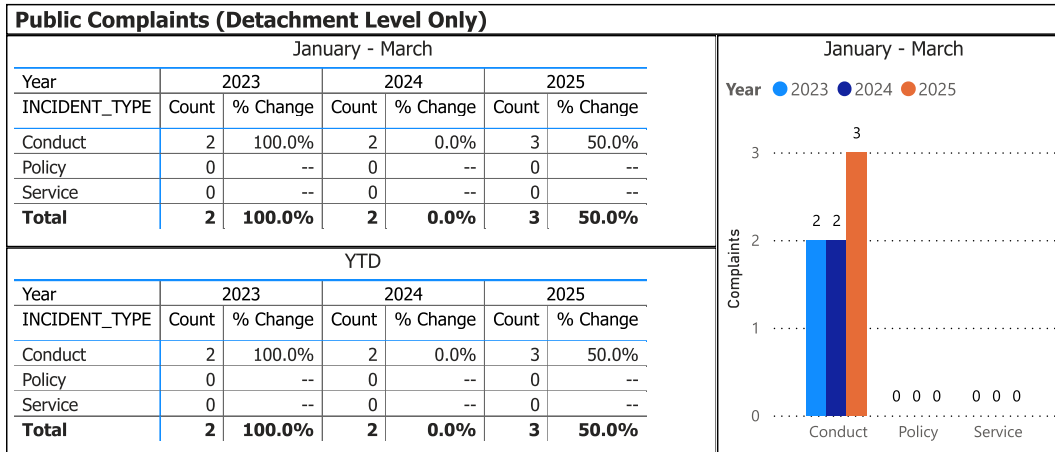 Public Complaints (Detachment Level Only)
January - March
Year 2023 2024 2025
INCIDENT_TYPE Count % Change Count % Change Count % Change
Conduct 2 100.0% 2 0.0% 3 50.0%
Policy 0 -- 0 -- 0 --
Service 0 -- 0 -- 0 --
Total 2 100.0% 2 0.0% 3 50.0%
YTD
Year 2023 2024 2025
INCIDENT_TYPE Count % Change Count % Change Count % Change
Conduct 2 100.0% 2 0.0% 3 50.0%
Policy 0 -- 0 -- 0 --
Service 0 -- 0 -- 0 --
Total 2 100.0% 2 0.0% 3 50.0%
January - March
Year 2023 2024 2025
Complaints
3
2
1
0
2 2 3
0 0 0
0 0 0
Conduct Policy Service